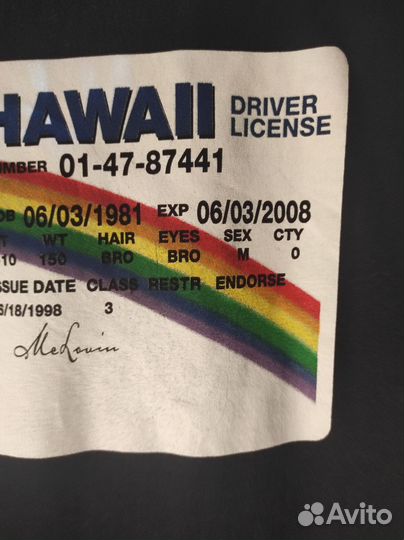 HAWAII DRIVER
LICENSE
UMBER 01-47-87441
OB 06/03/1981 EXP 06/03/2008
T WT HAIR EYES SEX CTY
10 150 BRO BRO M 0
SSUE DATE CLASS RESTR ENDORSE
6/18/1998 3
McLovin
Avito